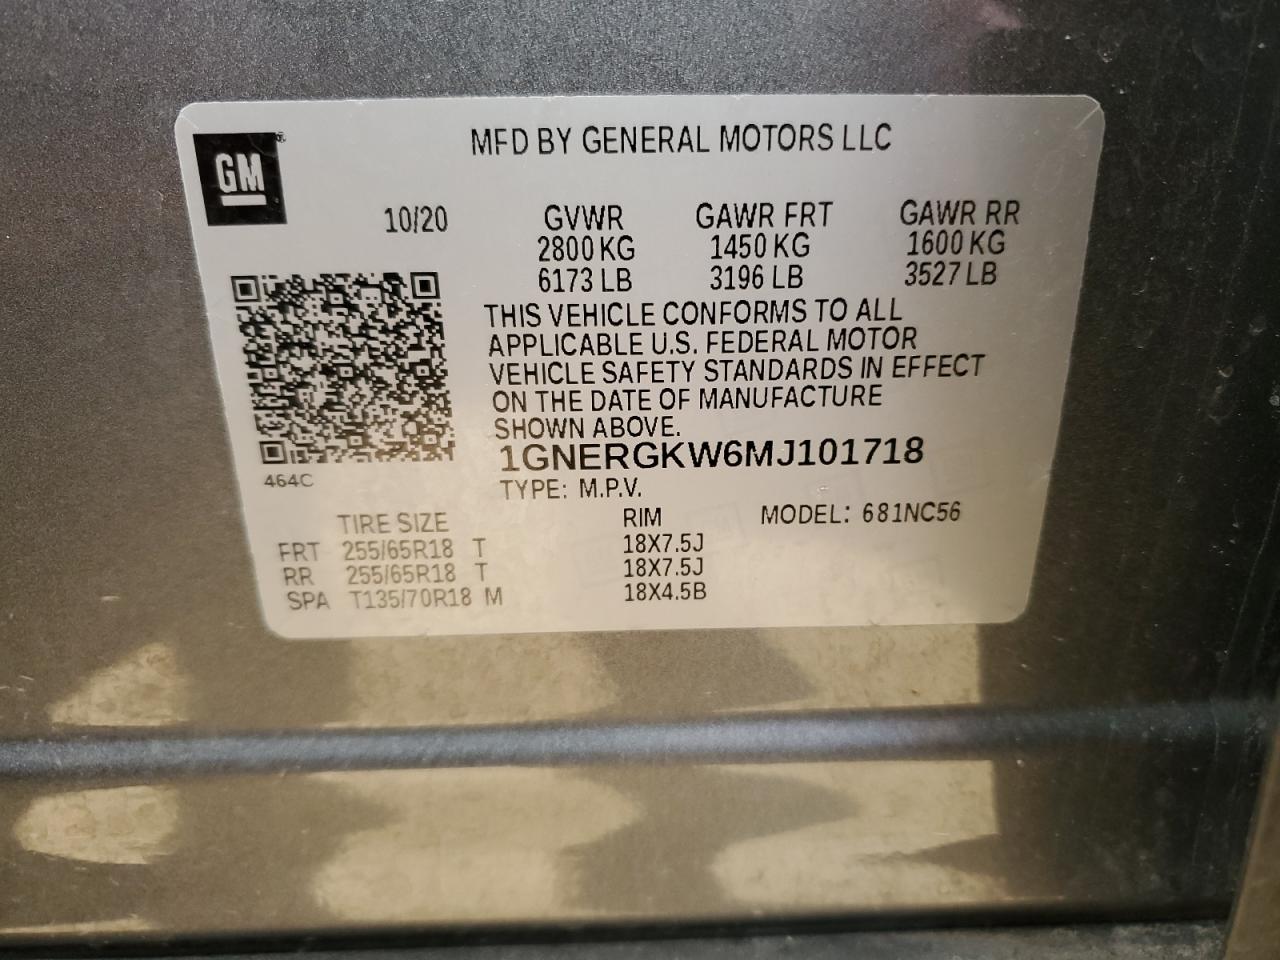 GM®
MFD BY GENERAL MOTORS LLC
10/20 GVWR GAWR FRT GAWR RR
2800 KG 1450 KG 1600 KG
6173 LB 3196 LB 3527 LB
THIS VEHICLE CONFORMS TO ALL
APPLICABLE U.S. FEDERAL MOTOR
VEHICLE SAFETY STANDARDS IN EFFECT
ON THE DATE OF MANUFACTURE
SHOWN ABOVE.
1GNERGKW6MJ101718
464C
TYPE: M.P.V.
TIRE SIZE RIM MODEL: 681NC56
FRT 255/65R18 T 18X7.5J
RR 255/65R18 T 18X7.5J
SPA T135/70R18 M 18X4.5B